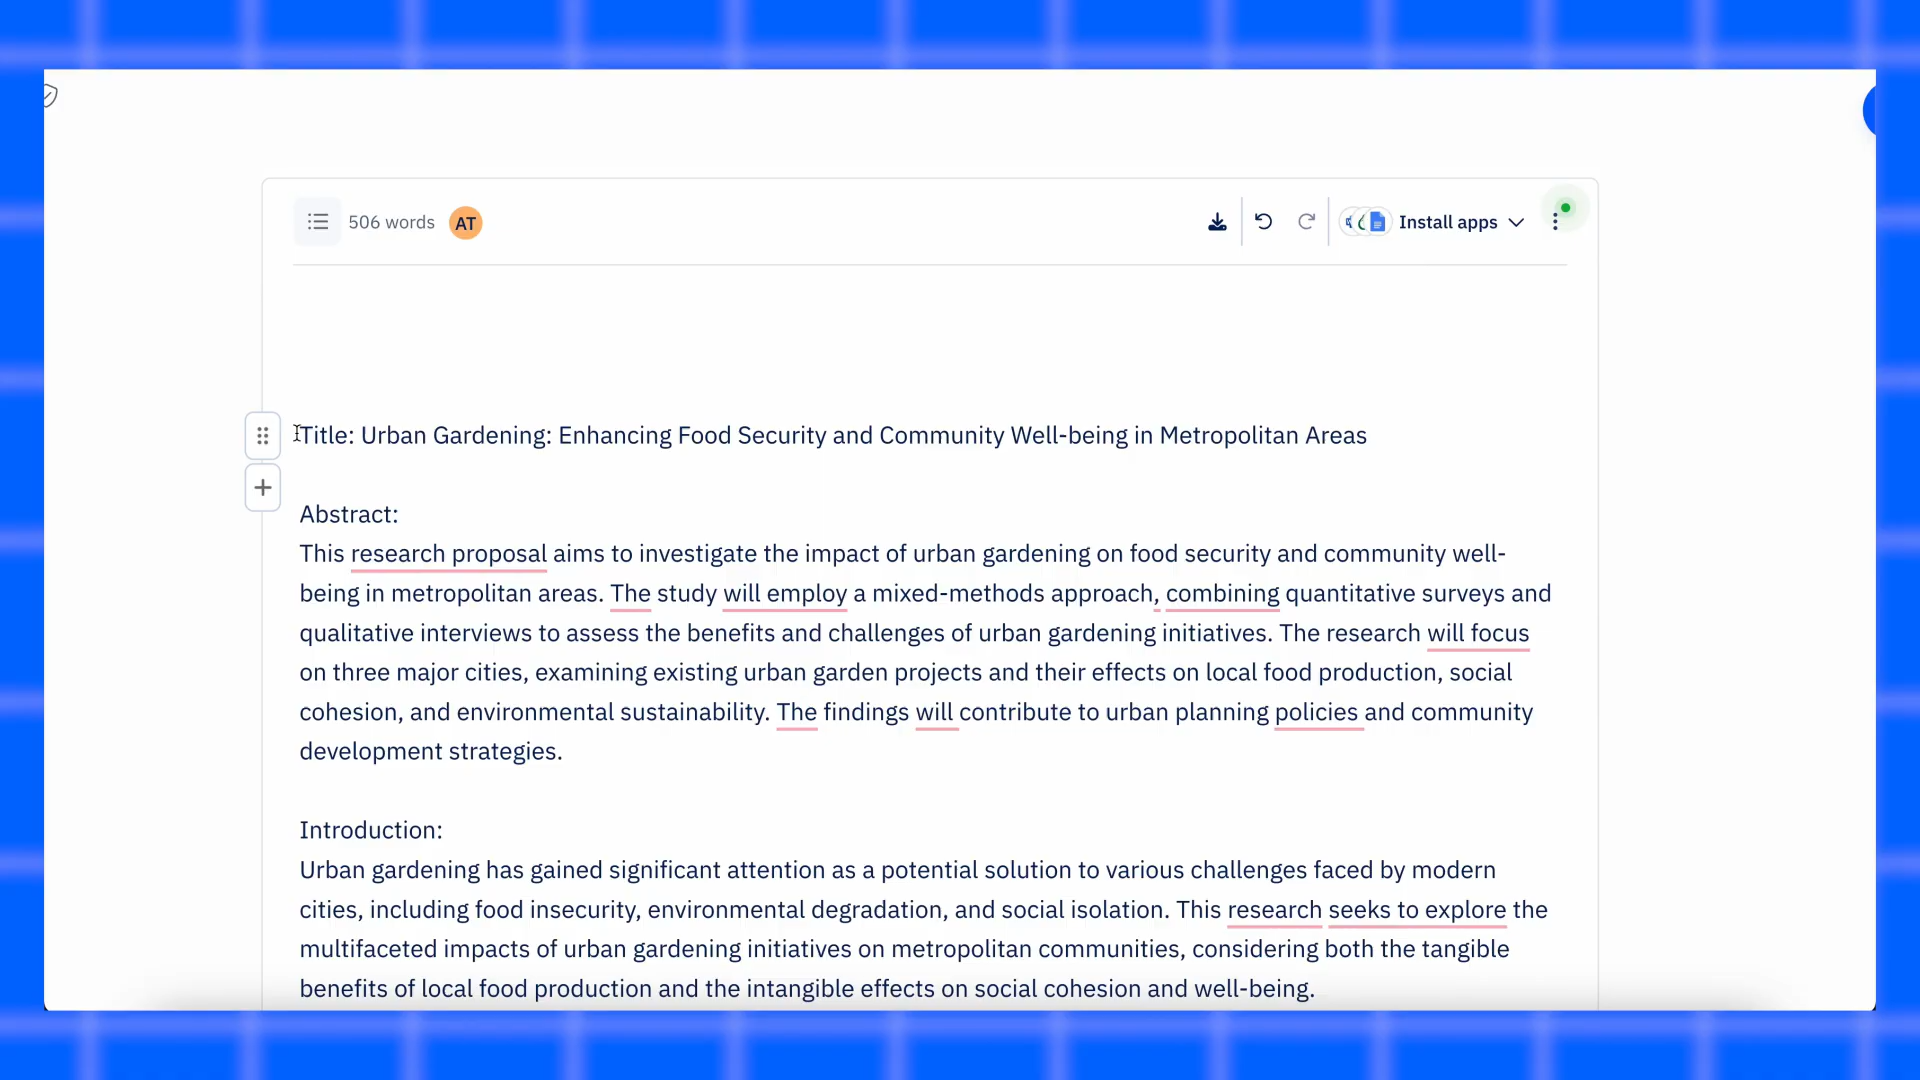 506 words
AT
Install apps
Title: Urban Gardening: Enhancing Food Security and Community Well-being in Metropolitan Areas
Abstract:
This research proposal aims to investigate the impact of urban gardening on food security and community well-
being in metropolitan areas. The study will employ a mixed-methods approach, combining quantitative surveys and
qualitative interviews to assess the benefits and challenges of urban gardening initiatives. The research will focus
on three major cities, examining existing urban garden projects and their effects on local food production, social
cohesion, and environmental sustainability. The findings will contribute to urban planning policies and community
development strategies.
Introduction:
Urban gardening has gained significant attention as a potential solution to various challenges faced by modern
cities, including food insecurity, environmental degradation, and social isolation. This research seeks to explore the
multifaceted impacts of urban gardening initiatives on metropolitan communities, considering both the tangible
benefits of local food production and the intangible effects on social cohesion and well-being.